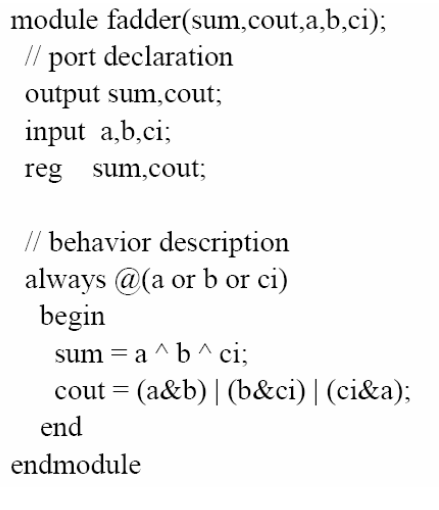 module fadder(sum,cout,a,b,ci);
// port declaration
output sum,cout;
input a,b,ci;
reg sum,cout;
// behavior description
always @(a or b or ci)
begin
sum = a ^ b ^ ci;
cout = (a&b) | (b&ci) | (ci&a);
end
endmodule